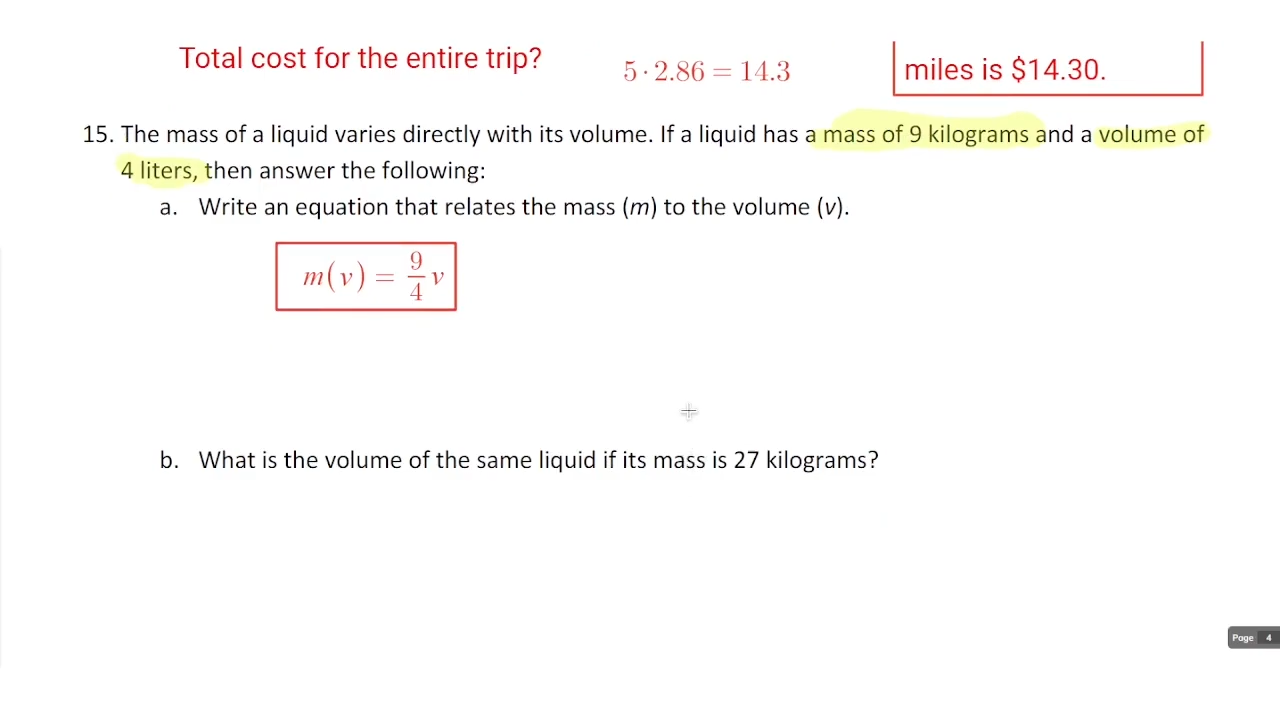 Total cost for the entire trip?
5 · 2.86 = 14.3
miles is $14.30.
15. The mass of a liquid varies directly with its volume. If a liquid has a mass of 9 kilograms and a volume of
4 liters, then answer the following:
a. Write an equation that relates the mass (m) to the volume (v).
m(v) = 9/4 v
b. What is the volume of the same liquid if its mass is 27 kilograms?
Page 4